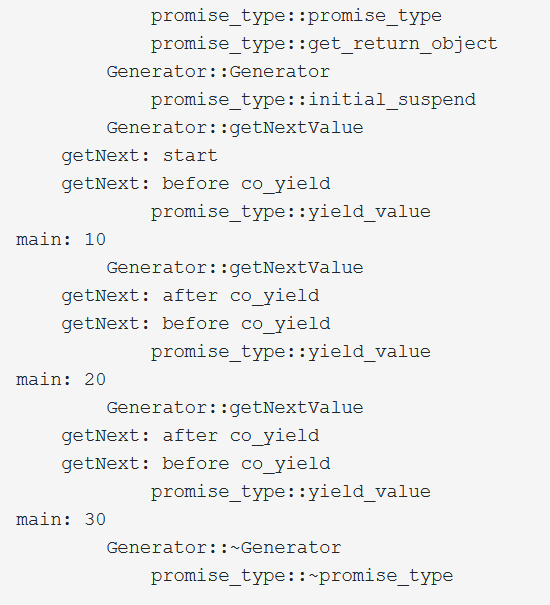 promise_type::promise_type
promise_type::get_return_object
Generator::Generator
promise_type::initial_suspend
Generator::getNextValue
getNext: start
getNext: before co_yield
promise_type::yield_value
main: 10
Generator::getNextValue
getNext: after co_yield
getNext: before co_yield
promise_type::yield_value
main: 20
Generator::getNextValue
getNext: after co_yield
getNext: before co_yield
promise_type::yield_value
main: 30
Generator::~Generator
promise_type::~promise_type